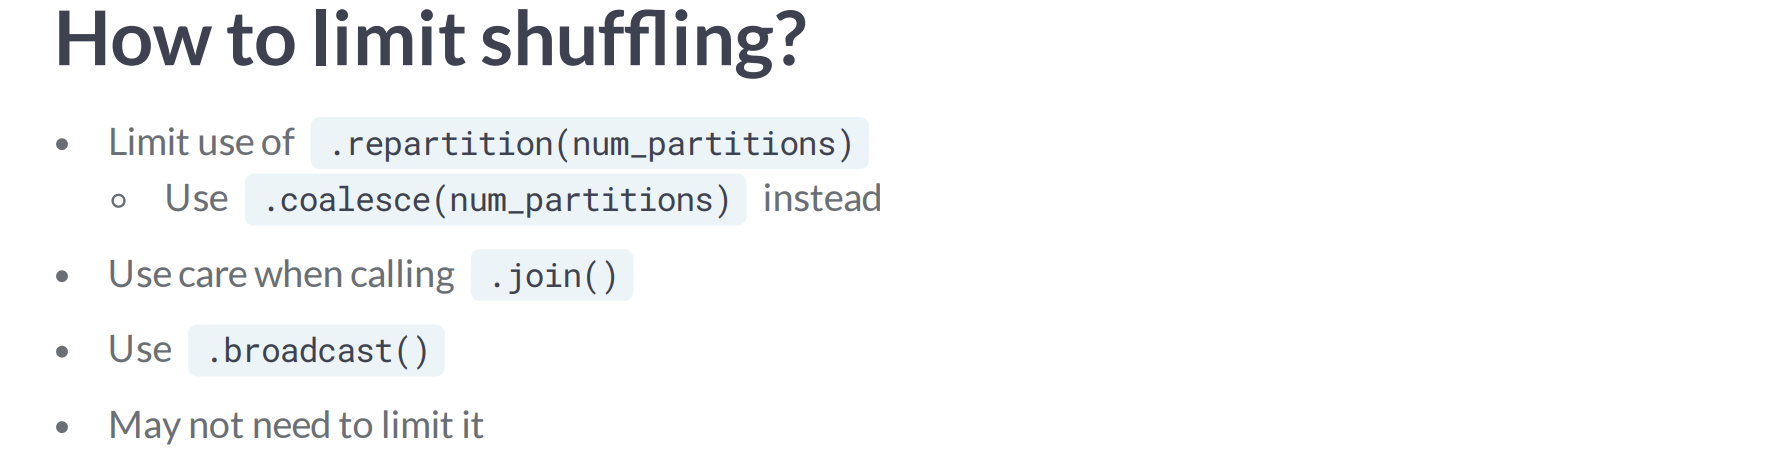 How to limit shuffling?
• Limit use of .repartition(num_partitions)
○ Use .coalesce(num_partitions) instead
• Use care when calling .join()
• Use .broadcast()
• May not need to limit it